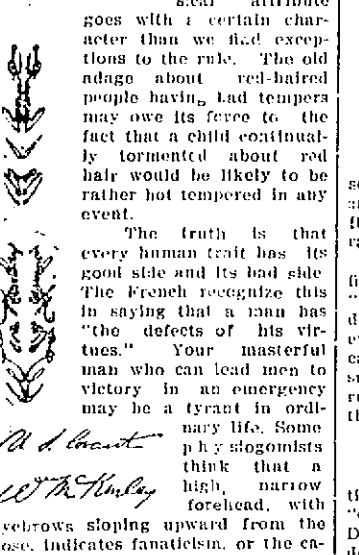 attribute
goes with a certain char-
acter than we find excep-
tions to the rule. The old
adage about red-haired
people having bad tempers
may owe its force to the
fact that a child continual-
ly tormented about red
hair would be likely to be
rather hot tempered in any
event.
The truth is that
every human trait has its
good side and its bad side
The French recognize this
in saying that a man has
"the defects of his vir-
tues." Your masterful
man who can lead men to
victory in an emergency
may be a tyrant in ordi-
nary life. Some
physiogomists
think that a
high, narrow
forehead, with
yebrows sloping upward from the
ose, indicates fanaticism, or the ca-
U. S. Grant
W McKinley